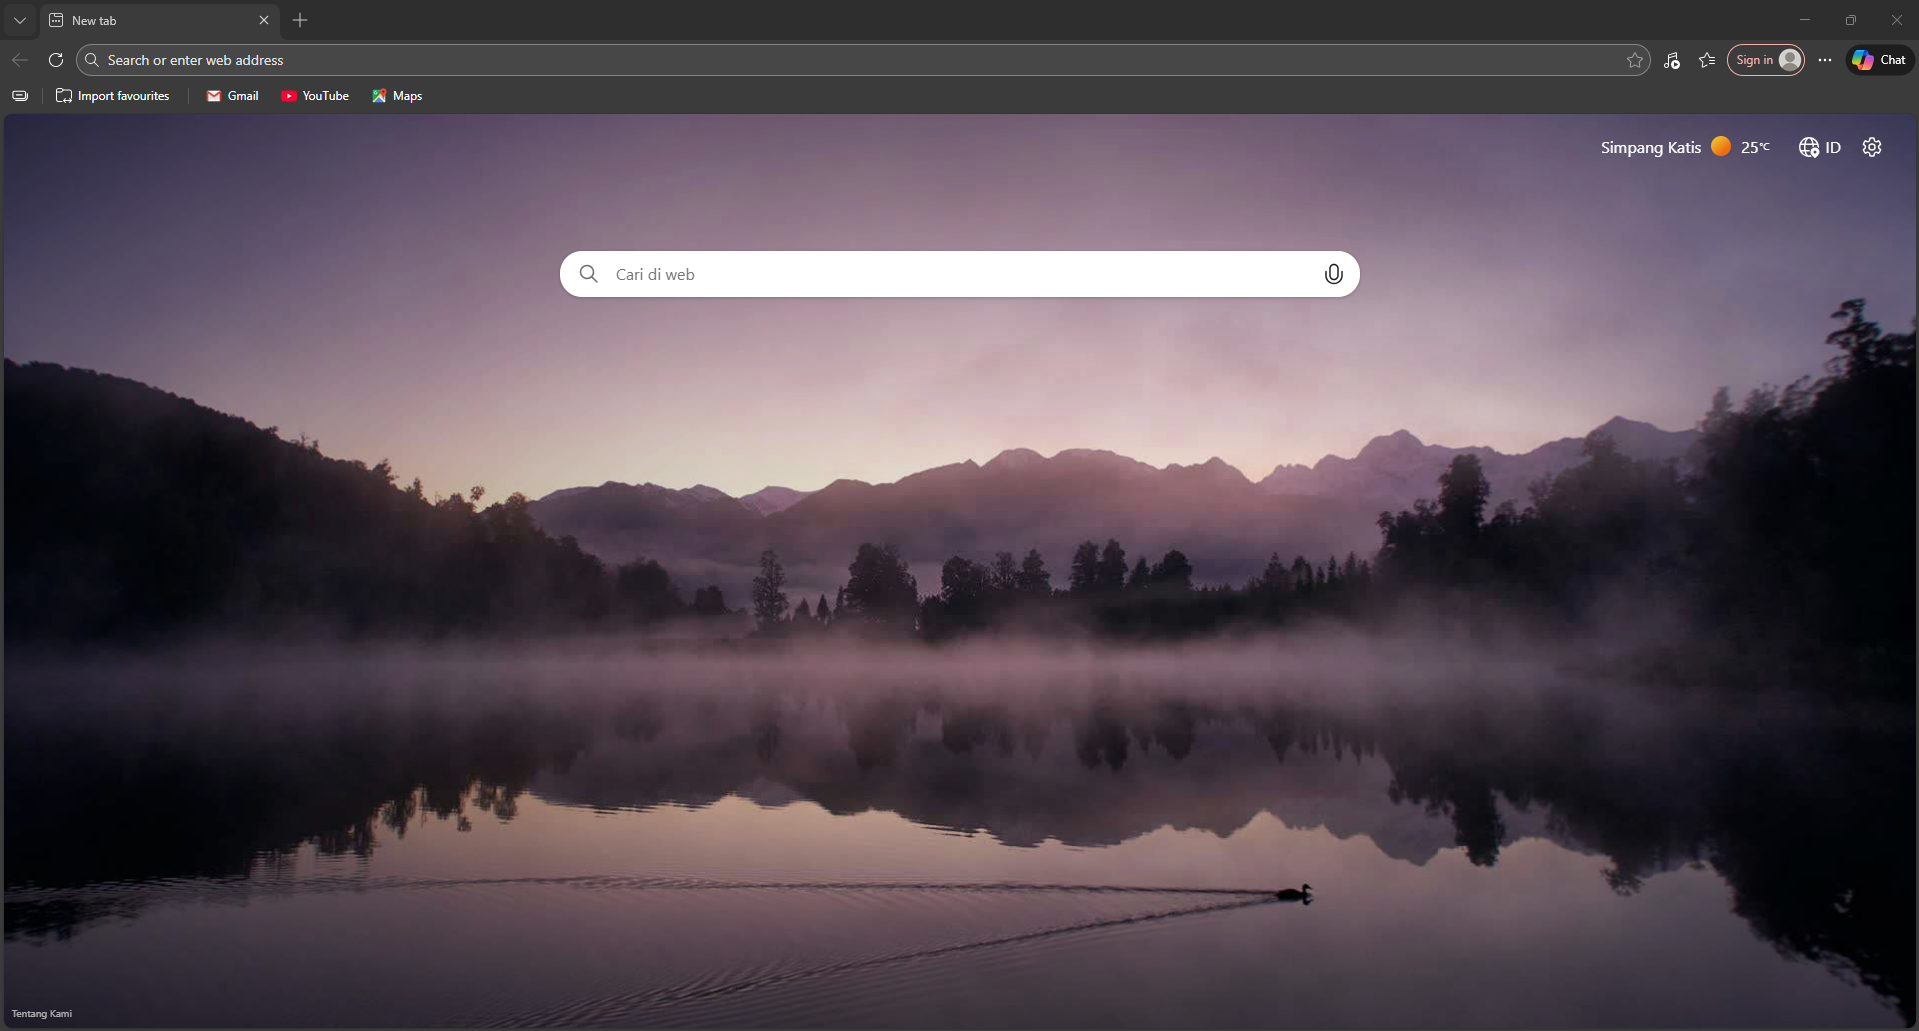 New tab
Search or enter web address
Sign in
Chat
Import favourites
Gmail
YouTube
Maps
Simpang Katis 25°C ID
Cari di web
Tentang Kami